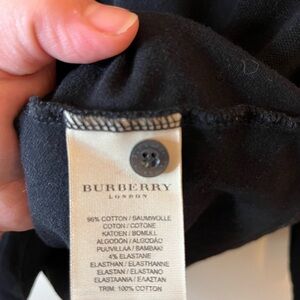 BURBERRY
LONDON
96% COTTON / BAUMWOLLE
COTON / COTONE
KATOEN / BOMULL
ALGODÓN / ALGODÃO
PUUVILLAA / BAMBAKI
4% ELASTANE
ELASTHAN / ELASTHANNE
ELASTAN / ELASTANO
ELASTAANIA / ΕΛΑΣΤΑΝ
TRIM: 100% COTTON